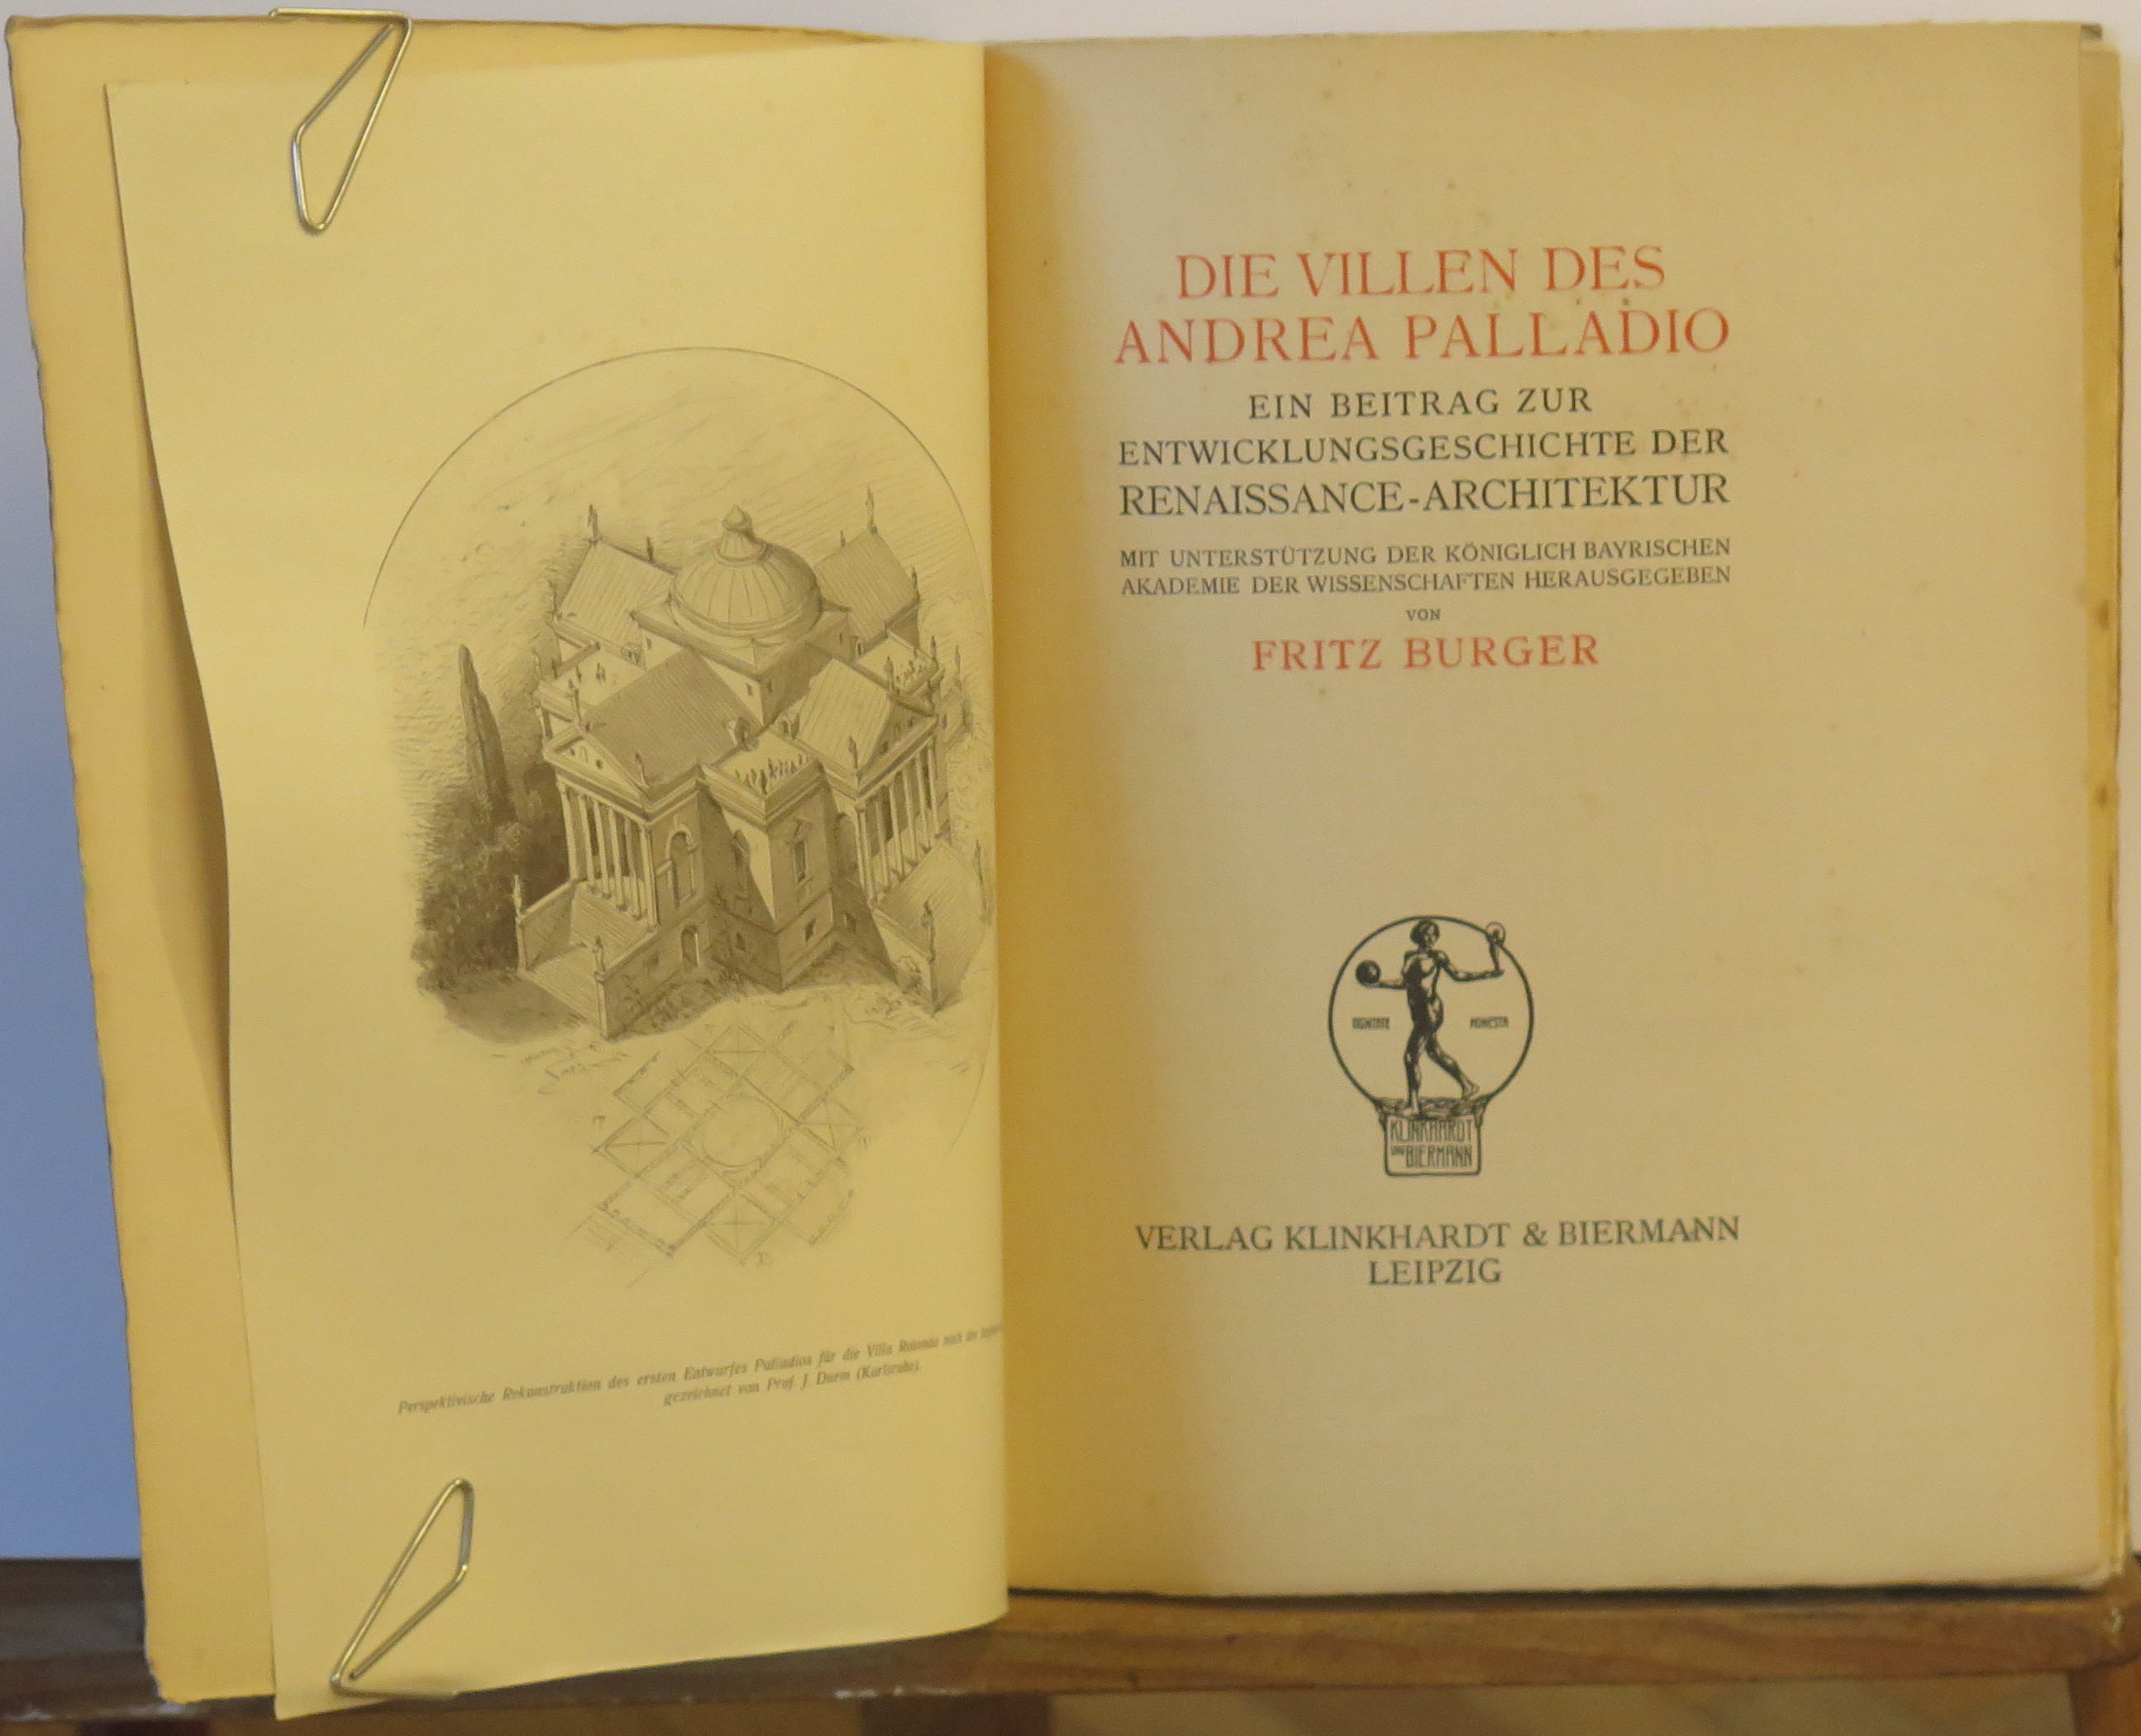 Perspektivische Rekonstruktion des ersten Entwurfes Palladios für die Villa Rotonda nach den
gezeichnet von Prof. J. Durm (Karlsruhe).
DIE VILLEN DES
ANDREA PALLADIO
EIN BEITRAG ZUR
ENTWICKLUNGSGESCHICHTE DER
RENAISSANCE-ARCHITEKTUR
MIT UNTERSTÜTZUNG DER KÖNIGLICH BAYRISCHEN
AKADEMIE DER WISSENSCHAFTEN HERAUSGEGEBEN
VON
FRITZ BURGER
HONESTA
KLINKHARDT
UND BIERMANN
VERLAG KLINKHARDT & BIERMANN
LEIPZIG